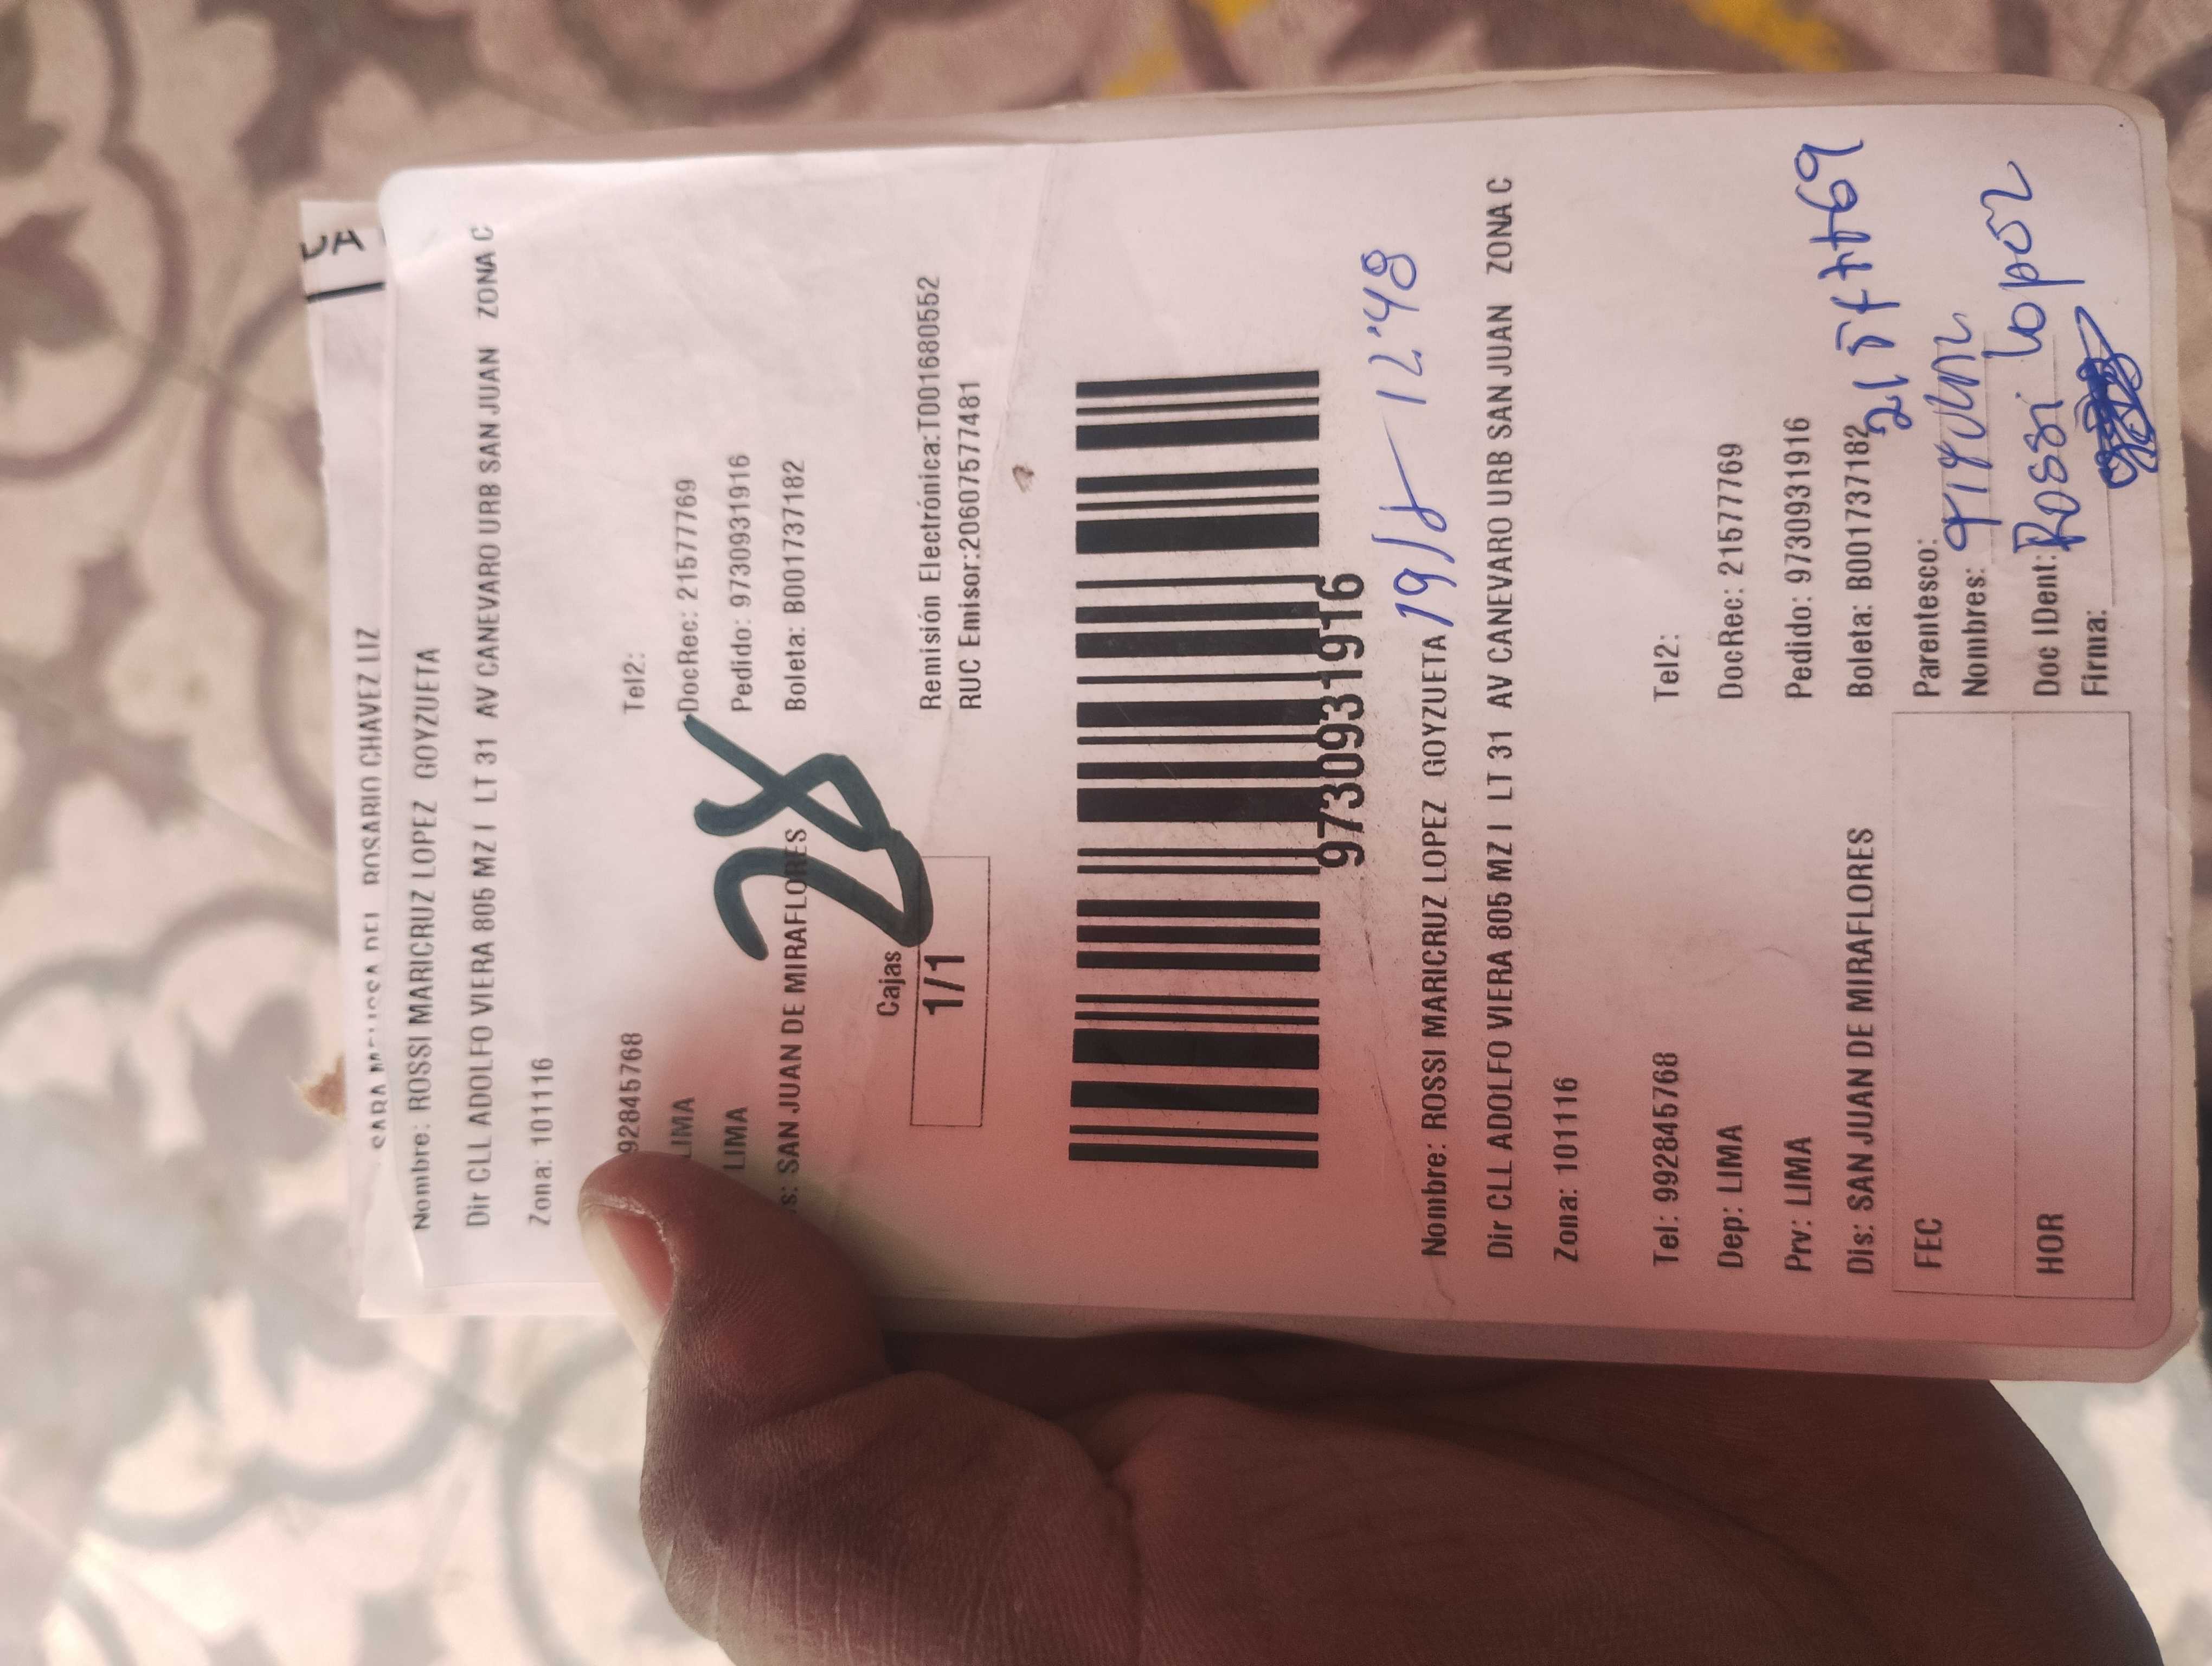 ROSARIO CHAVEZ LIZ
Nombre: ROSSI MARICRUZ LOPEZ GOYZUETA
Dir CLL ADOLFO VIERA 805 MZ I LT 31 AV CANEVARO URB SAN JUAN ZONA C
Zona: 101116
992845768 Tel2:
LIMA DocRec: 21577769
LIMA Pedido: 9730931916
s: SAN JUAN DE MIRAFLORES Boleta: B001737182
28
Cajas
1/1
Remisión Electrónica:T001680552
RUC Emisor:20607577481
9730931916
19/ 12:48
Nombre: ROSSI MARICRUZ LOPEZ GOYZUETA
Dir CLL ADOLFO VIERA 805 MZ I LT 31 AV CANEVARO URB SAN JUAN ZONA C
Zona: 101116
Tel: 992845768 Tel2:
Dep: LIMA DocRec: 21577769
Prv: LIMA Pedido: 9730931916
Dis: SAN JUAN DE MIRAFLORES Boleta: B001737182
21577769
FEC Parentesco:
Nombres: Titular
HOR Doc IDent: Rossi Lopez
Firma: